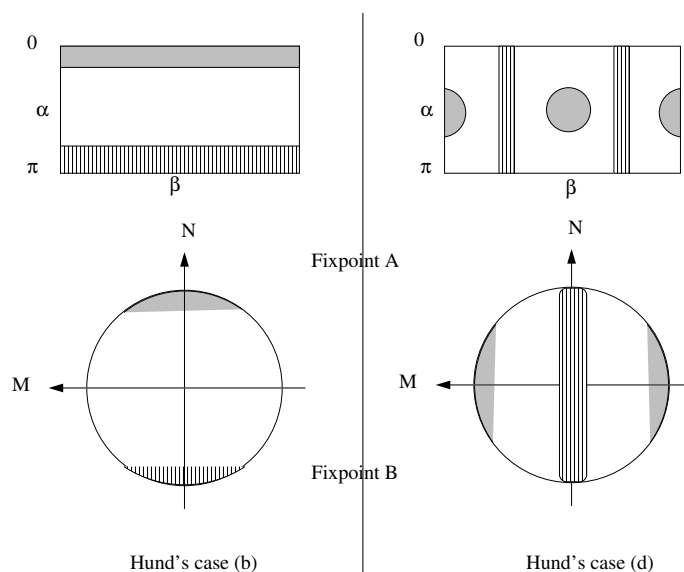 0
α
π
β
N
M
Hund's case (b)
Fixpoint A
Fixpoint B
0
α
π
β
N
M
Hund's case (d)